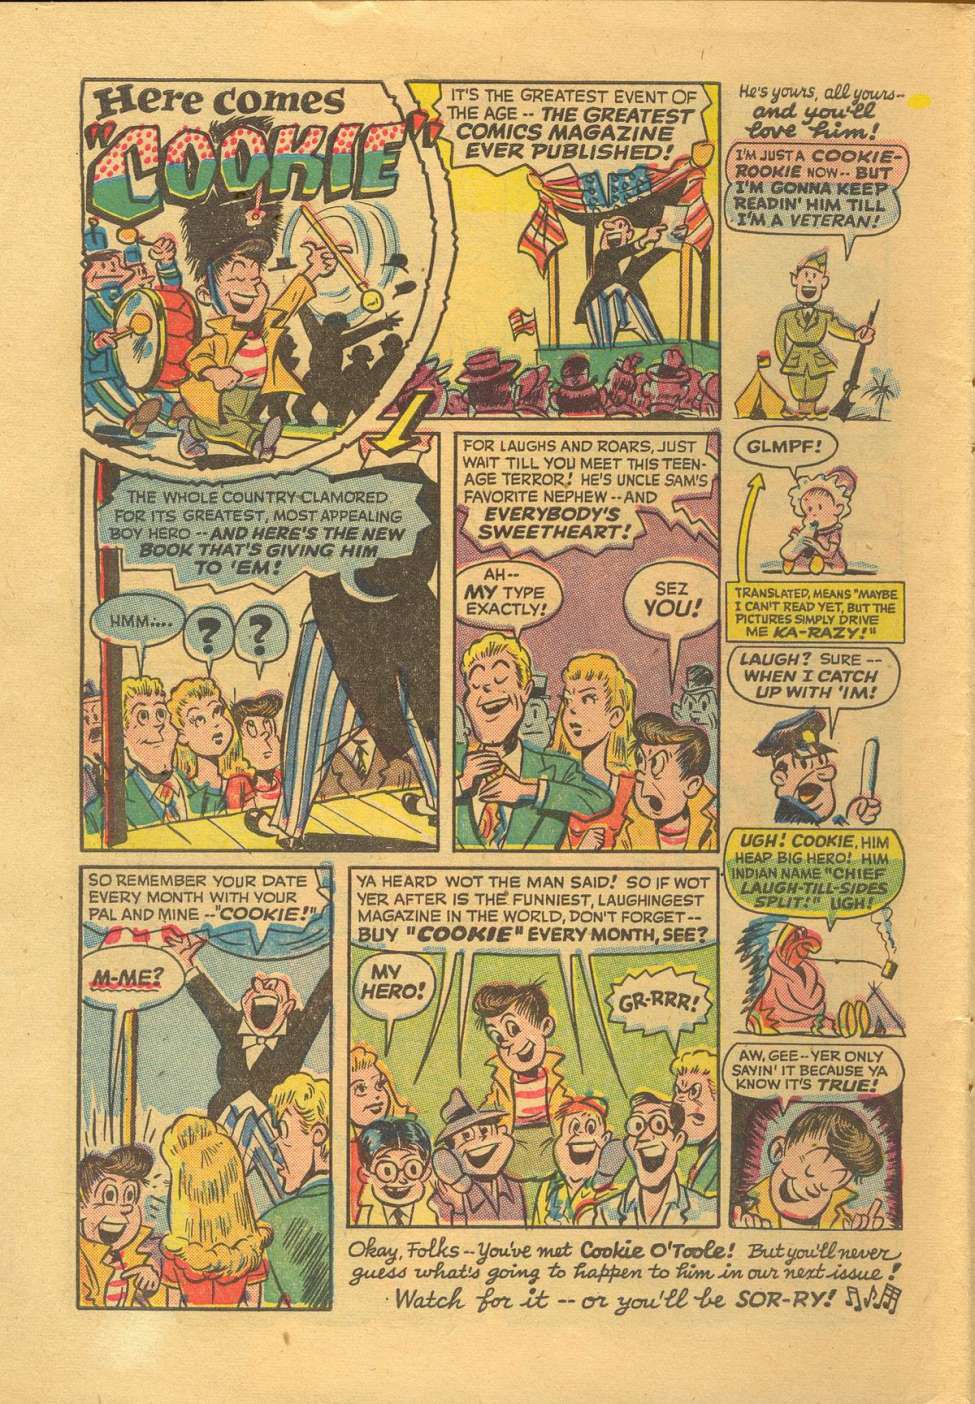 Here comes
"COOKIE"
IT'S THE GREATEST EVENT OF
THE AGE -- THE GREATEST
COMICS MAGAZINE
EVER PUBLISHED!
THE WHOLE COUNTRY CLAMORED
FOR ITS GREATEST, MOST APPEALING
BOY HERO -- AND HERE'S THE NEW
BOOK THAT'S GIVING HIM
TO 'EM!
HMM....
?
?
FOR LAUGHS AND ROARS, JUST
WAIT TILL YOU MEET THIS TEEN-
AGE TERROR! HE'S UNCLE SAM'S
FAVORITE NEPHEW -- AND
EVERYBODY'S
SWEETHEART!
AH--
MY TYPE
EXACTLY!
SEZ
YOU!
SO REMEMBER YOUR DATE
EVERY MONTH WITH YOUR
PAL AND MINE -- "COOKIE!"
M-ME?
YA HEARD WOT THE MAN SAID! SO IF WOT
YER AFTER IS THE FUNNIEST, LAUGHINGEST
MAGAZINE IN THE WORLD, DON'T FORGET --
BUY "COOKIE" EVERY MONTH, SEE?
MY
HERO!
GR-RRR!
He's yours, all yours --
and you'll
love him!
I'M JUST A COOKIE-
ROOKIE NOW -- BUT
I'M GONNA KEEP
READIN' HIM TILL
I'M A VETERAN!
GLMPF!
TRANSLATED, MEANS "MAYBE
I CAN'T READ YET, BUT THE
PICTURES SIMPLY DRIVE
ME KA-RAZY!"
LAUGH? SURE --
WHEN I CATCH
UP WITH 'IM!
UGH! COOKIE, HIM
HEAP BIG HERO! HIM
INDIAN NAME "CHIEF
LAUGH-TILL-SIDES
SPLIT!" UGH!
AW, GEE -- YER ONLY
SAYIN' IT BECAUSE YA
KNOW IT'S TRUE!
Okay, Folks -- You've met Cookie O'Toole! But you'll never
guess what's going to happen to him in our next issue!
Watch for it -- or you'll be SOR-RY!